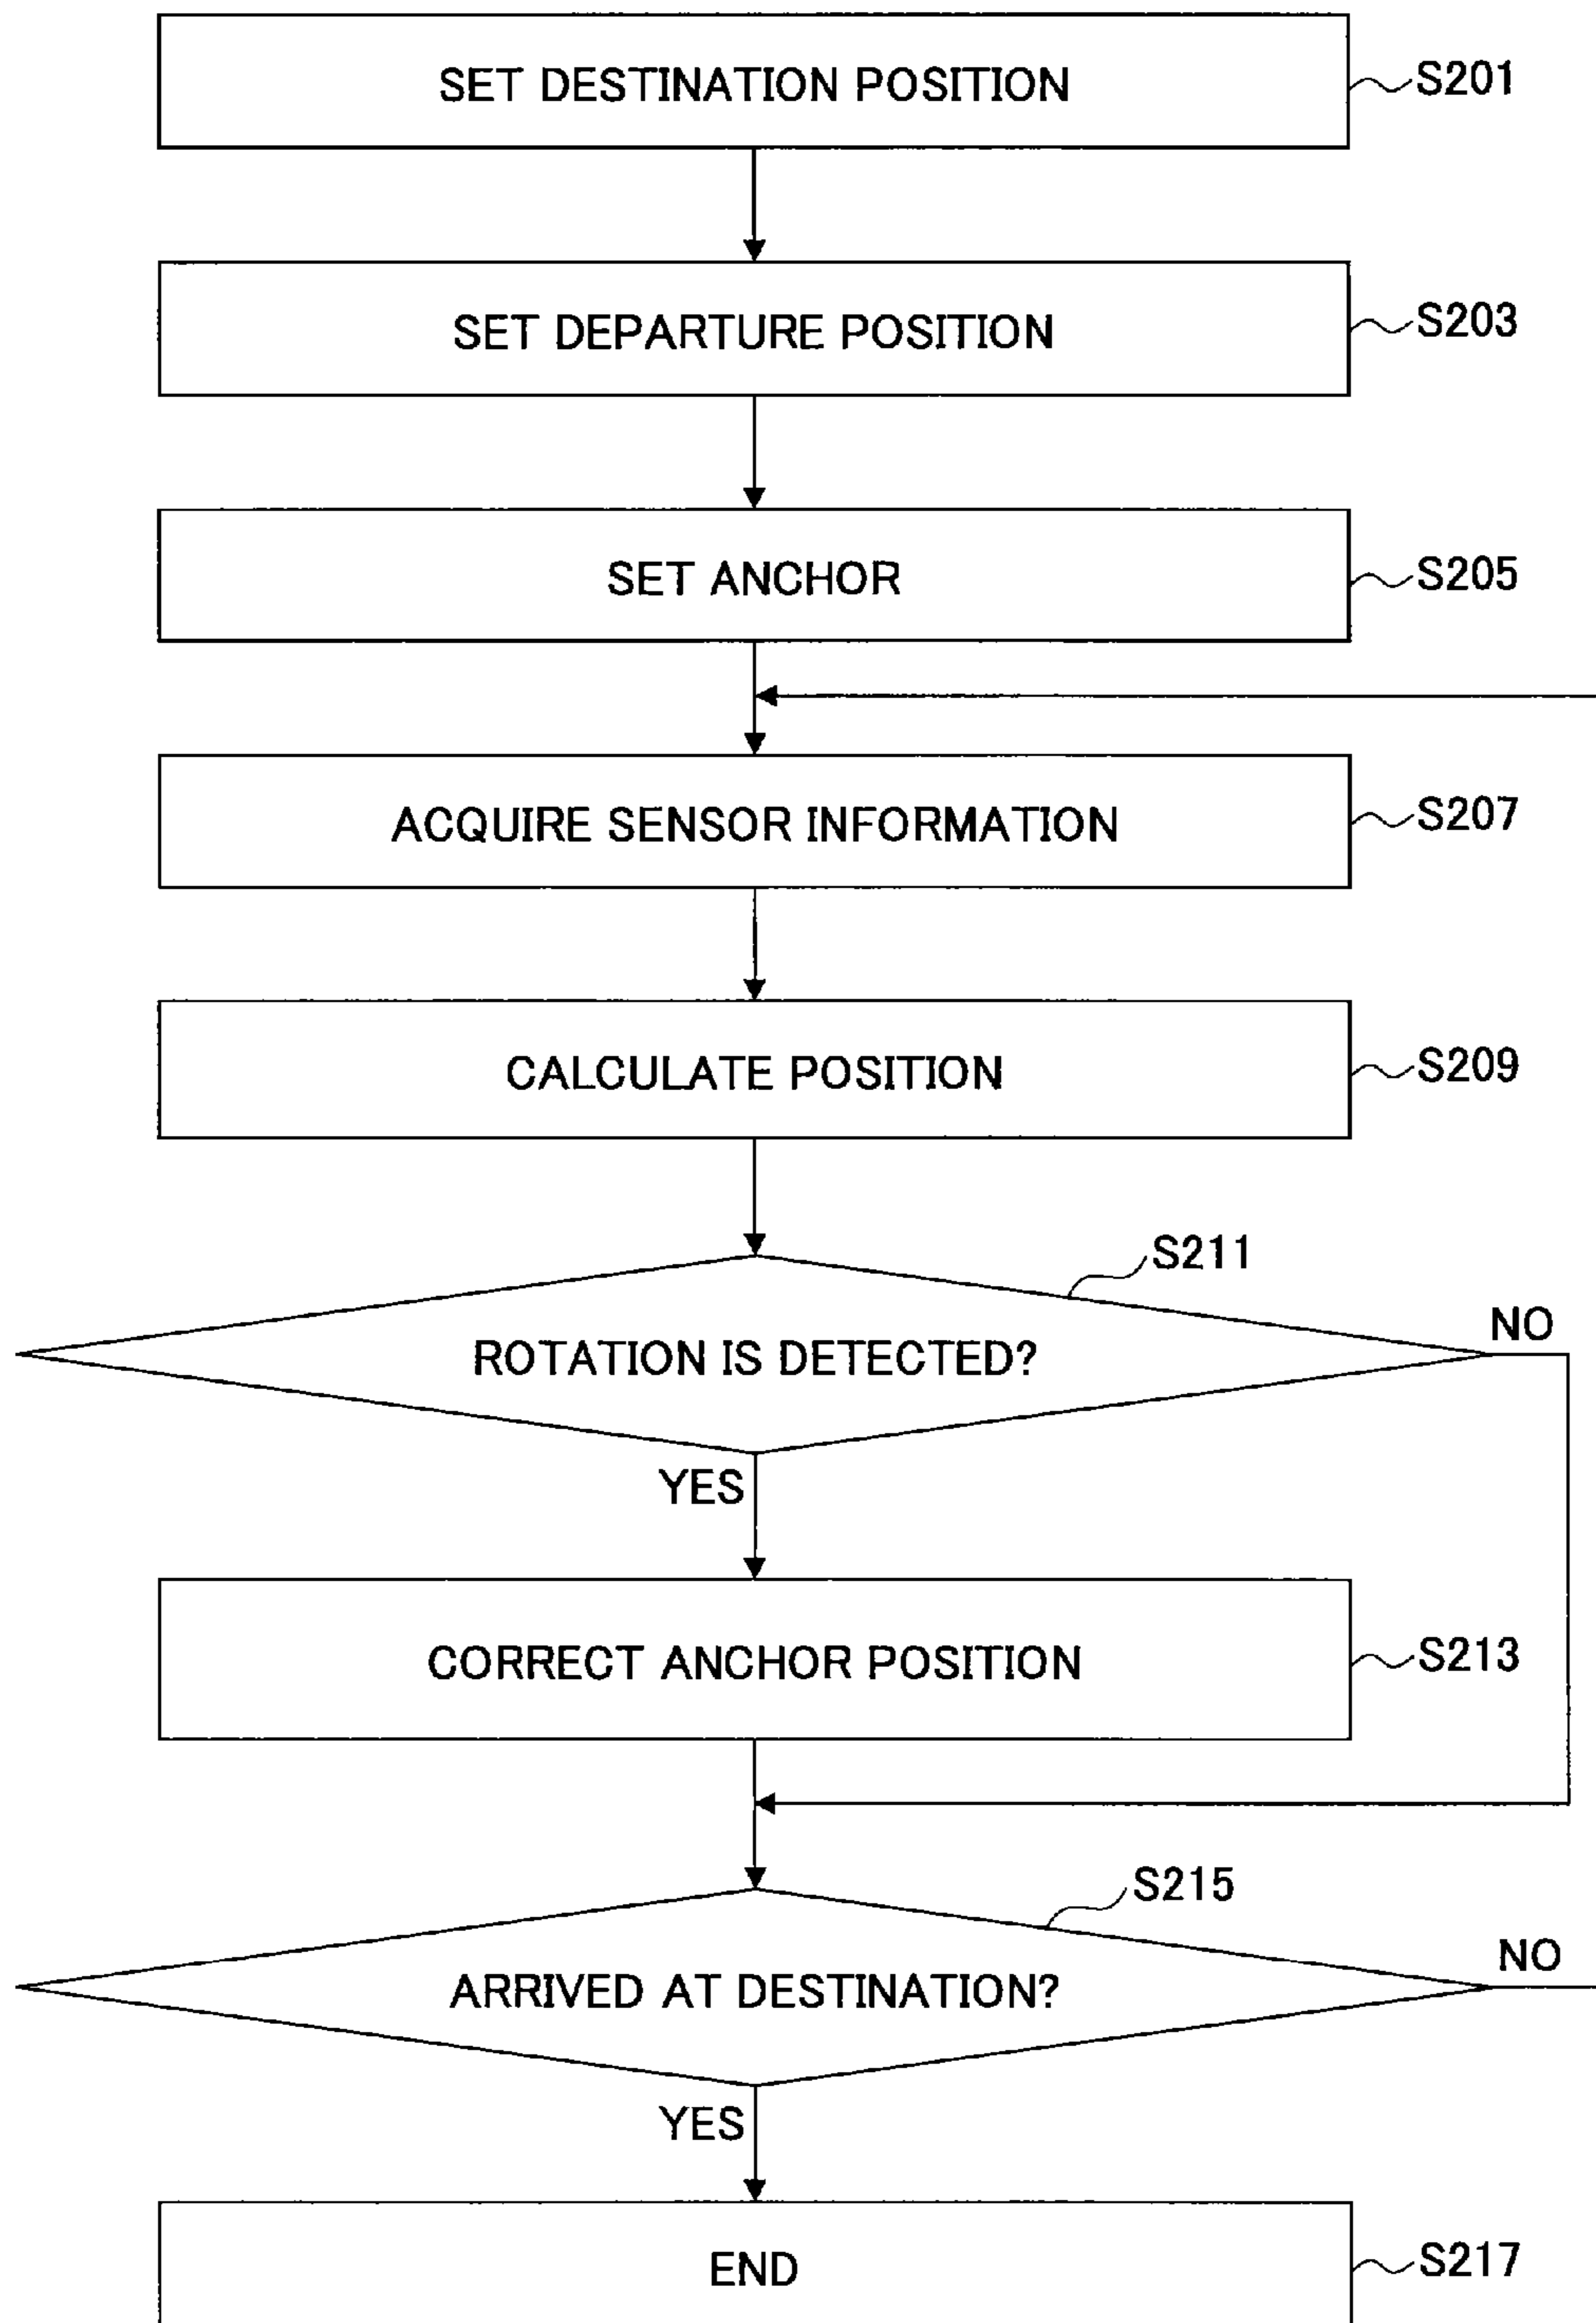 SET DESTINATION POSITION
S201
SET DEPARTURE POSITION
S203
SET ANCHOR
S205
ACQUIRE SENSOR INFORMATION
S207
CALCULATE POSITION
S209
S211
ROTATION IS DETECTED?
NO
YES
CORRECT ANCHOR POSITION
S213
S215
ARRIVED AT DESTINATION?
NO
YES
END
S217